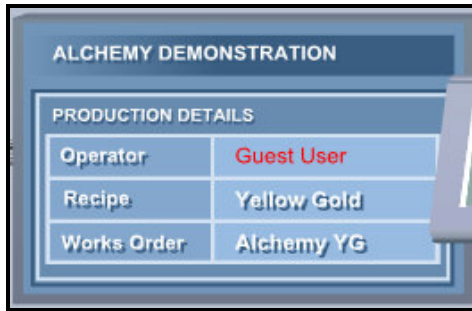 ALCHEMY DEMONSTRATION
PRODUCTION DETAILS
Operator Guest User
Recipe Yellow Gold
Works Order Alchemy YG